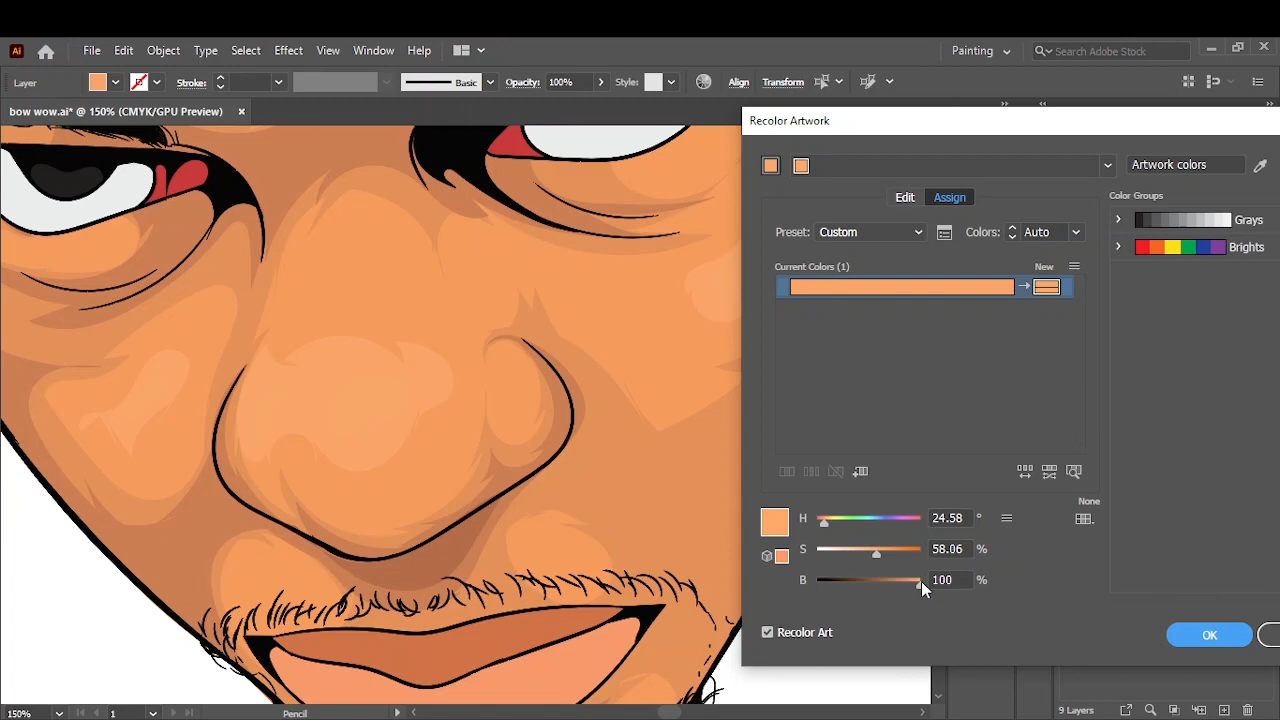 Ai File Edit Object Type Select Effect View Window Help Painting Search Adobe Stock
Layer Stroke: Basic Opacity: 100% Style: Align Transform
bow wow.ai* @ 150% (CMYK/GPU Preview)
Recolor Artwork
Artwork colors
Edit Assign
Color Groups
Preset: Custom Colors: Auto
Grays
Brights
Current Colors (1) New
None
H 24.58 °
S 58.06 %
B 100 %
Recolor Art
OK
150% 1 Pencil 9 Layers